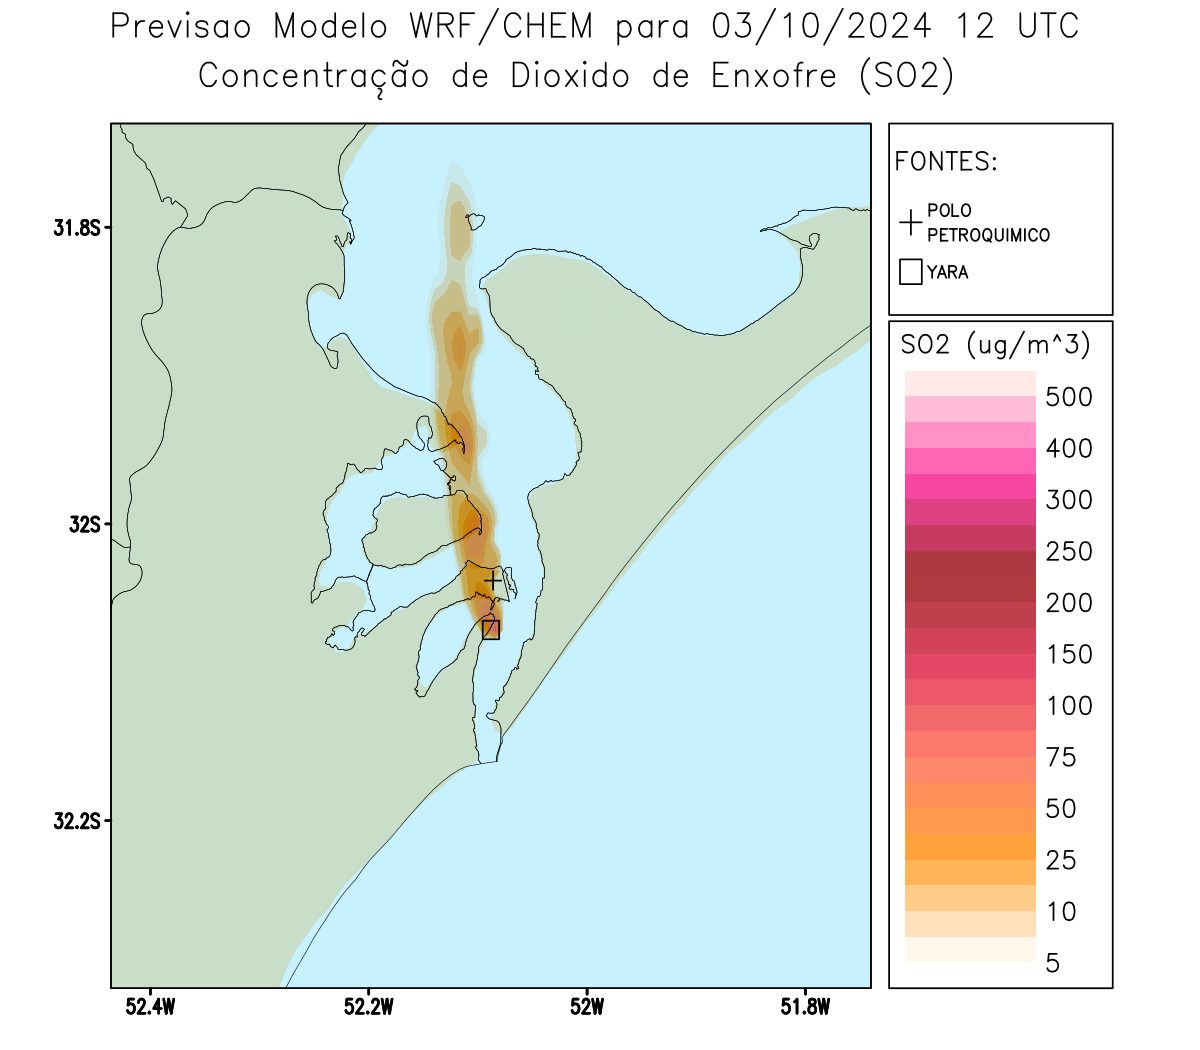 Previsao Modelo WRF/CHEM para 03/10/2024 12 UTC
Concentração de Dioxido de Enxofre (SO2)
FONTES:
POLO
PETROQUIMICO
YARA
31.8S
32S
32.2S
52.4W
52.2W
52W
51.8W
SO2 (ug/m^3)
500
400
300
250
200
150
100
75
50
25
10
5